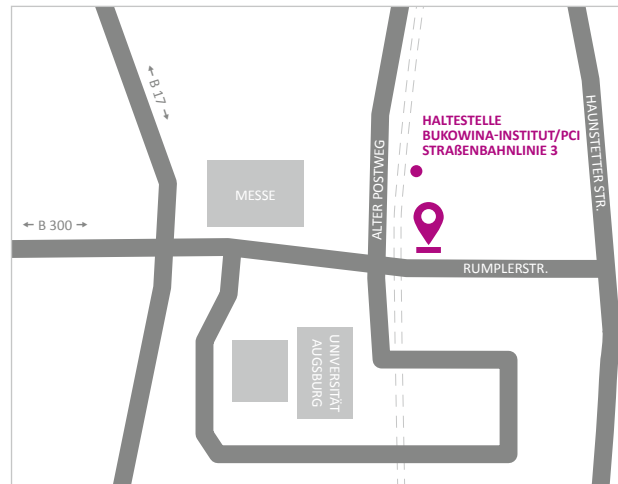 ← B 17 →
HALTESTELLE
BUKOWINA-INSTITUT/PCI
STRAßENBAHNLINIE 3
HAUNSTETTER STR.
ALTER POSTWEG
MESSE
← B 300 →
RUMPLERSTR.
UNIVERSITÄT
AUGSBURG